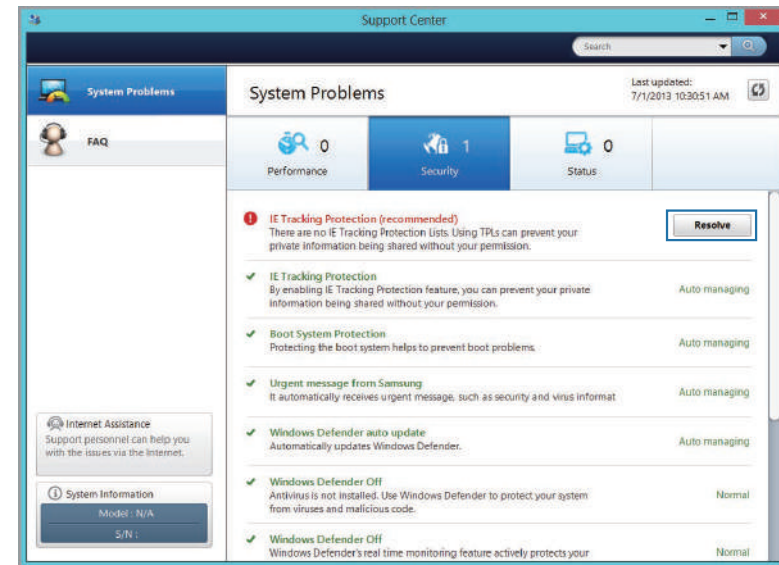 Support Center
Search
System Problems
FAQ
System Problems
Last updated:
7/1/2013 10:30:51 AM
0
Performance
1
Security
0
Status
IE Tracking Protection (recommended)
There are no IE Tracking Protection Lists. Using TPLs can prevent your
private information being shared without your permission.
Resolve
IE Tracking Protection
By enabling IE Tracking Protection feature, you can prevent your private
information being shared without your permission.
Auto managing
Boot System Protection
Protecting the boot system helps to prevent boot problems.
Auto managing
Urgent message from Samsung
It automatically receives urgent message, such as security and virus informat
Auto managing
Windows Defender auto update
Automatically updates Windows Defender.
Auto managing
Windows Defender Off
Antivirus is not installed. Use Windows Defender to protect your system
from viruses and malicious code.
Normal
Windows Defender Off
Windows Defender's real time monitoring feature actively protects your
Normal
Internet Assistance
Support personnel can help you
with the issues via the Internet.
System Information
Model : N/A
S/N :